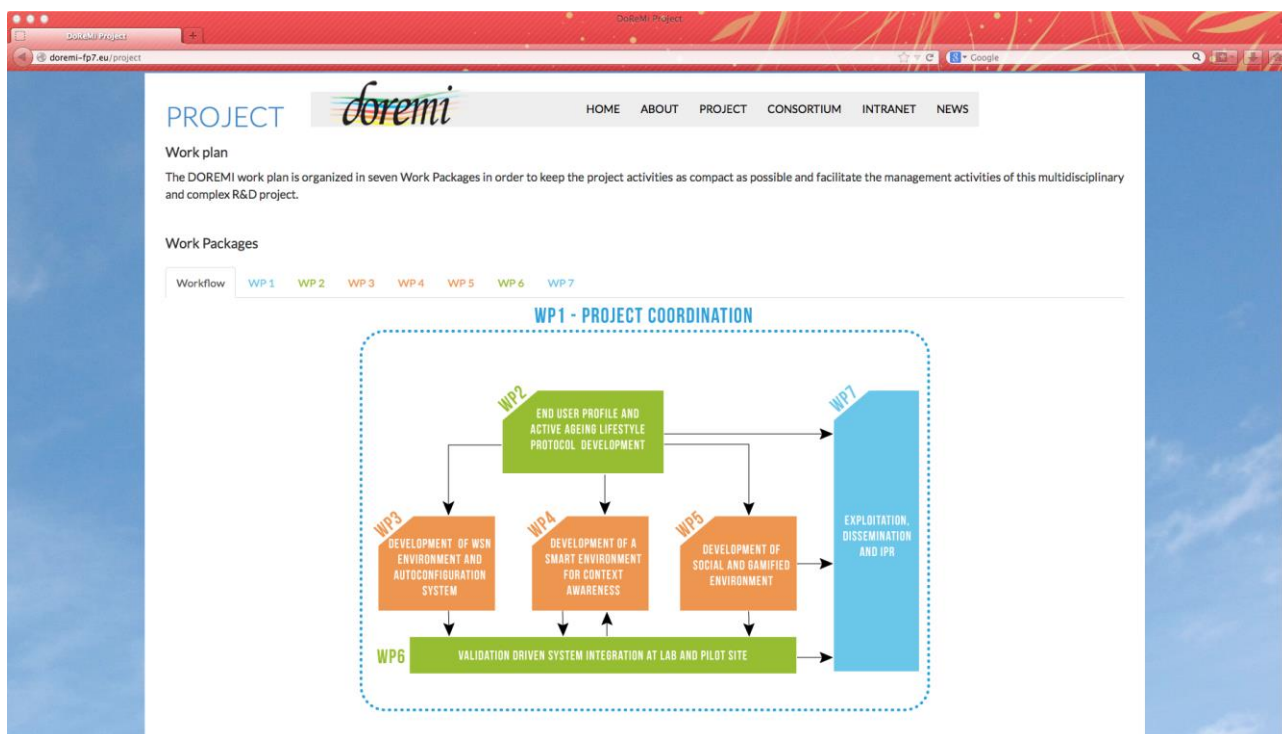 DoReMi Project
DoReMi Project
doremi-fp7.eu/project
Google
PROJECT
doremi
HOME ABOUT PROJECT CONSORTIUM INTRANET NEWS
Work plan
The DOREMI work plan is organized in seven Work Packages in order to keep the project activities as compact as possible and facilitate the management activities of this multidisciplinary
and complex R&D project.
Work Packages
Workflow WP 1 WP 2 WP 3 WP 4 WP 5 WP 6 WP 7
WP1 - PROJECT COORDINATION
WP2
END USER PROFILE AND
ACTIVE AGEING LIFESTYLE
PROTOCOL DEVELOPMENT
WP3
DEVELOPMENT OF WSN
ENVIRONMENT AND
AUTOCONFIGURATION
SYSTEM
WP4
DEVELOPMENT OF A
SMART ENVIRONMENT
FOR CONTEXT
AWARENESS
WP5
DEVELOPMENT OF
SOCIAL AND GAMIFIED
ENVIRONMENT
WP7
EXPLOITATION,
DISSEMINATION
AND IPR
WP6
VALIDATION DRIVEN SYSTEM INTEGRATION AT LAB AND PILOT SITE